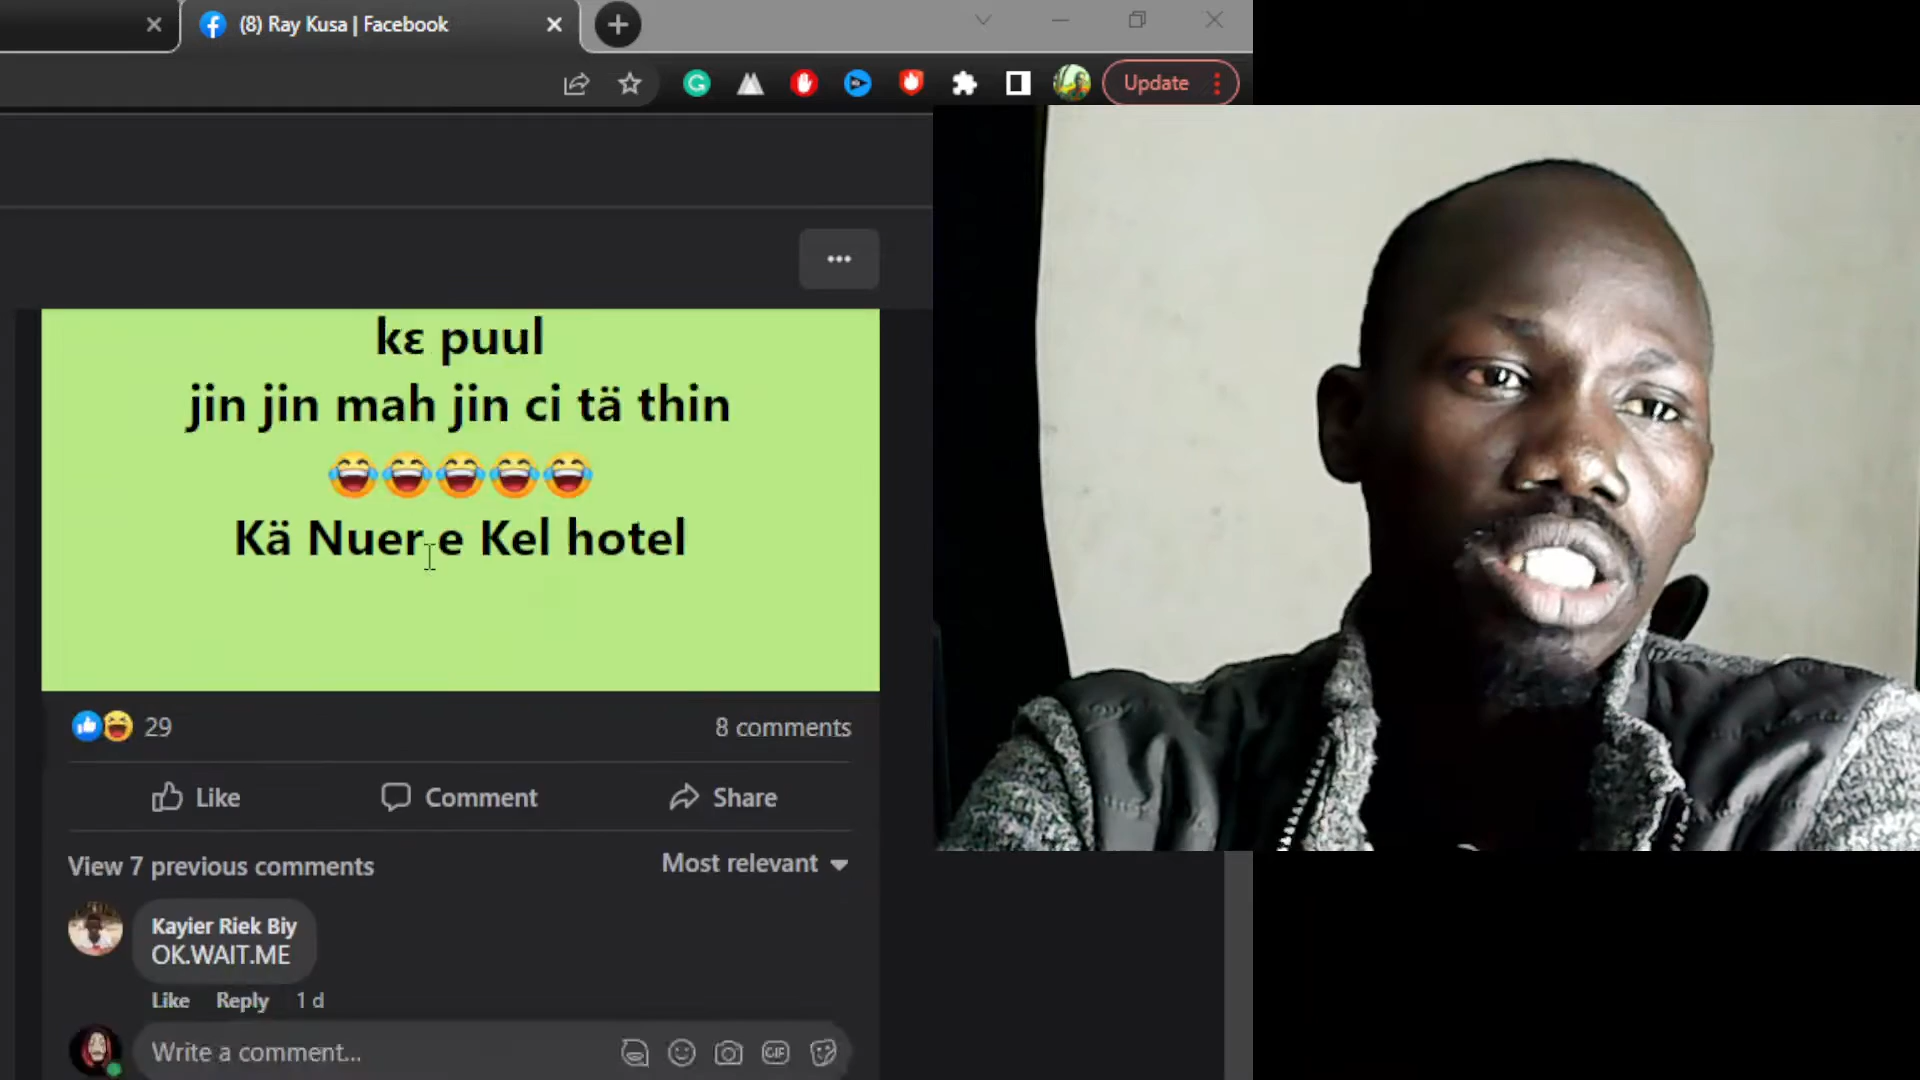 (8) Ray Kusa | Facebook
Update
kɛ puul
jin jin mah jin ci tä thin
😂😂😂😂😂
Kä Nuer e Kel hotel
29
8 comments
Like
Comment
Share
View 7 previous comments
Most relevant
Kayier Riek Biy
OK.WAIT.ME
Like Reply 1 d
Write a comment...
GIF